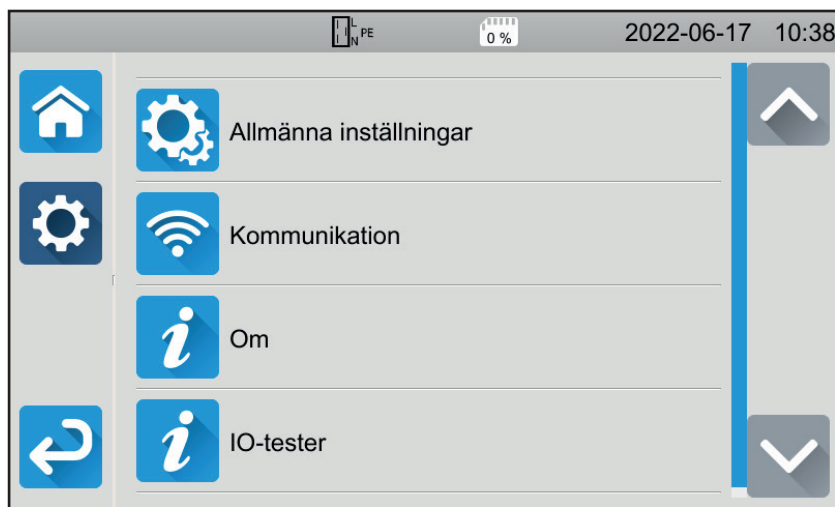 L
N PE 0 % 2022-06-17 10:38
Allmänna inställningar
Kommunikation
Om
IO-tester